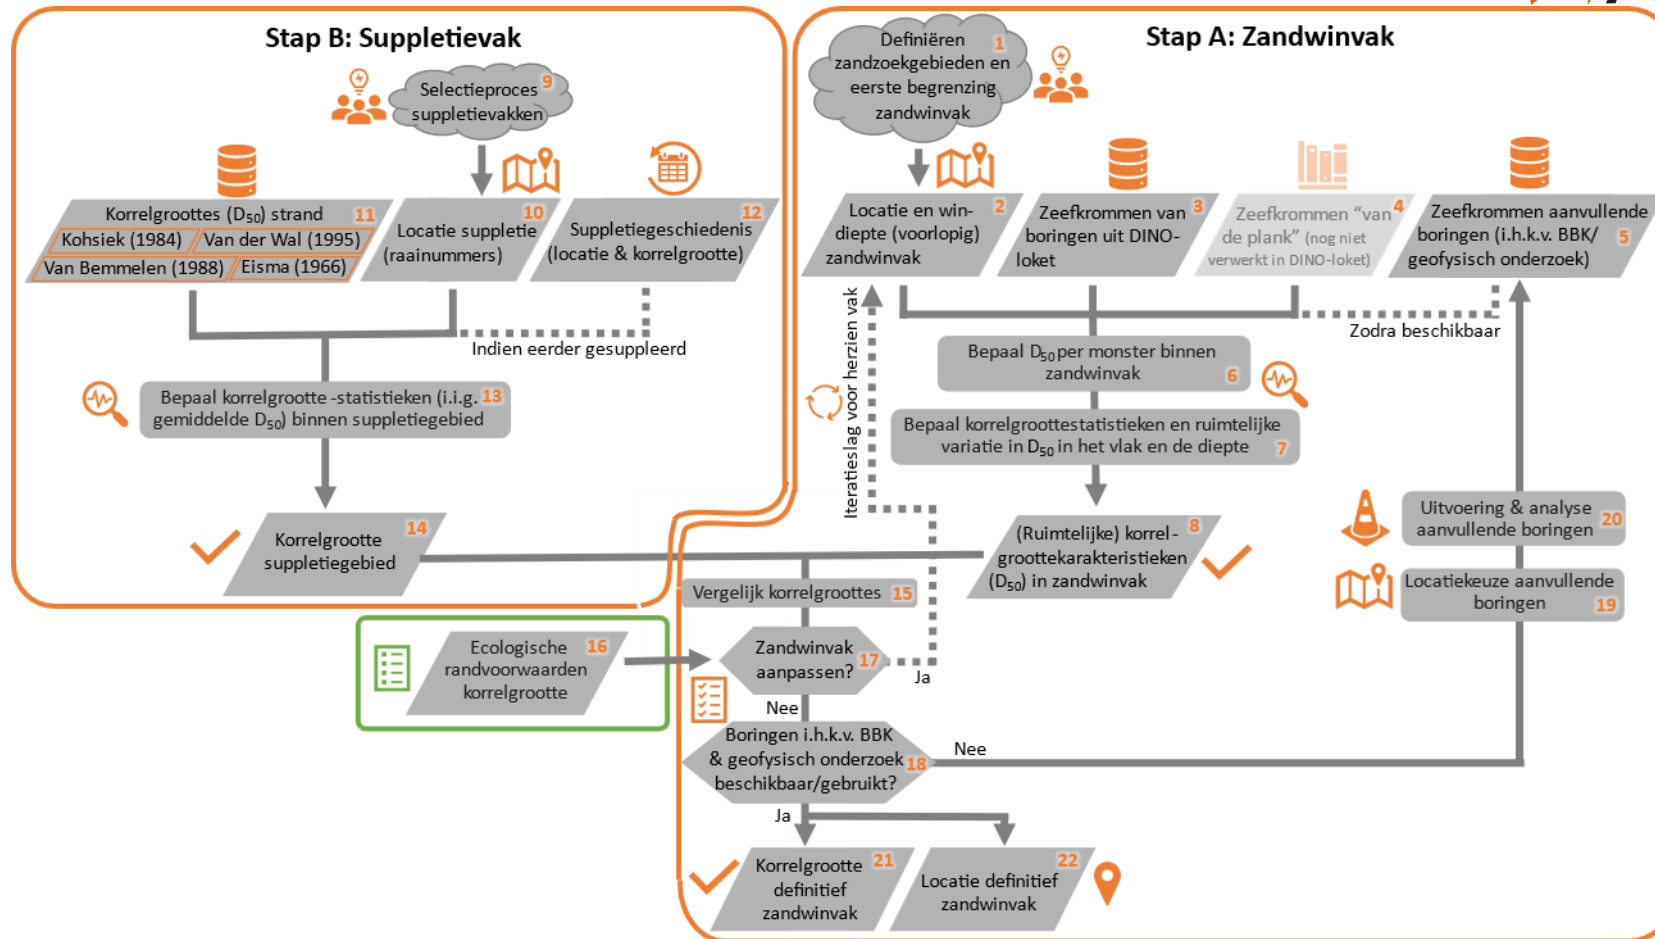 Stap B: Suppletievak
Selectieproces 9
suppletievakken
Korrelgroottes (D50) strand 11
Kohsiek (1984) Van der Wal (1995)
Van Bemmelen (1988) Eisma (1966)
10
Locatie suppletie
(raainummers)
12
Suppletiegeschiedenis
(locatie & korrelgrootte)
Indien eerder gesuppleerd
Bepaal korrelgrootte -statistieken (i.i.g. 13
gemiddelde D50) binnen suppletiegebied
14
Korrelgrootte
suppletiegebied
Stap A: Zandwinvak
Definiëren 1
zandzoekgebieden en
eerste begrenzing
zandwinvak
Locatie en win- 2
diepte (voorlopig)
zandwinvak
Zeefkrommen van 3
boringen uit DINO-
loket
Zeefkrommen “van 4
de plank” (nog niet
verwerkt in DINO-loket)
Zeefkrommen aanvullende
boringen (i.h.k.v. BBK/ 5
geofysisch onderzoek)
Zodra beschikbaar
Iteratieslag voor herzien vak
Bepaal D50 per monster binnen
zandwinvak 6
Bepaal korrelgroottestatistieken en ruimtelijke
variatie in D50 in het vlak en de diepte 7
(Ruimtelijke) korrel- 8
groottekarakteristieken
(D50) in zandwinvak
Uitvoering & analyse
aanvullende boringen 20
Locatiekeuze aanvullende
boringen 19
Vergelijk korrelgroottes 15
Ecologische 16
randvoorwaarden
korrelgrootte
Zandwinvak
aanpassen? 17
Ja
Nee
Boringen i.h.k.v. BBK
& geofysisch onderzoek 18
beschikbaar/gebruikt?
Nee
Ja
Korrelgrootte 21
definitief
zandwinvak
22
Locatie definitief
zandwinvak